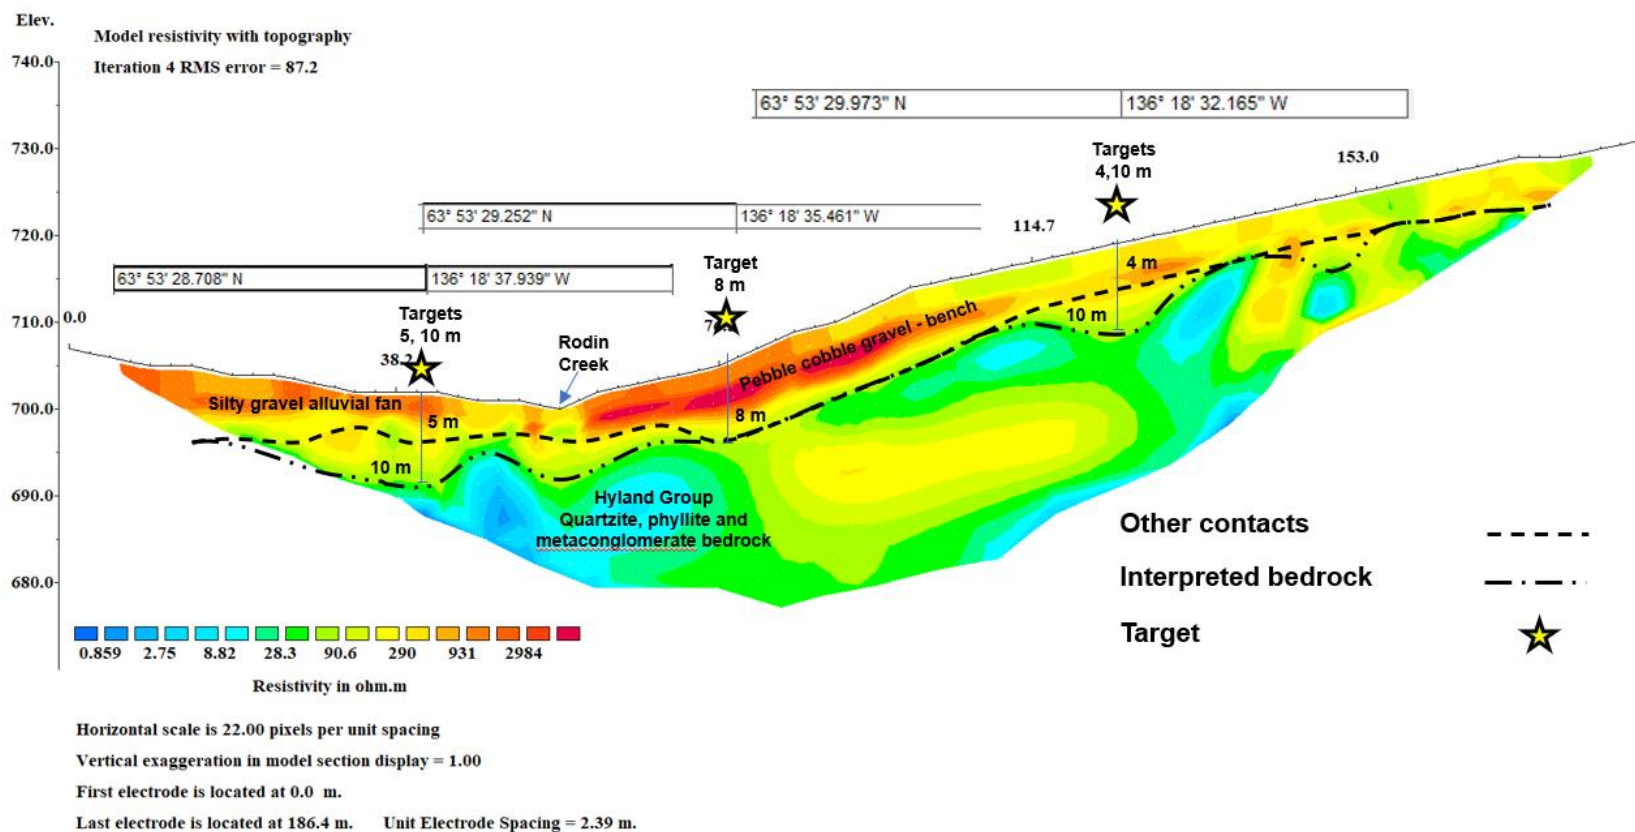 Elev.
Model resistivity with topography
Iteration 4 RMS error = 87.2
740.0
730.0
720.0
710.0
700.0
690.0
680.0
63° 53' 29.973" N 136° 18' 32.165" W
Targets
4,10 m
153.0
63° 53' 29.252" N 136° 18' 35.461" W
114.7
63° 53' 28.708" N 136° 18' 37.939" W
Target
8 m
4 m
10 m
0.0
Targets
5, 10 m
38.2
Rodin
Creek
Pebble cobble gravel - bench
Silty gravel alluvial fan
5 m
8 m
10 m
Hyland Group
Quartzite, phyllite and
metaconglomerate bedrock
Other contacts
Interpreted bedrock
Target
0.859 2.75 8.82 28.3 90.6 290 931 2984
Resistivity in ohm.m
Horizontal scale is 22.00 pixels per unit spacing
Vertical exaggeration in model section display = 1.00
First electrode is located at 0.0 m.
Last electrode is located at 186.4 m. Unit Electrode Spacing = 2.39 m.